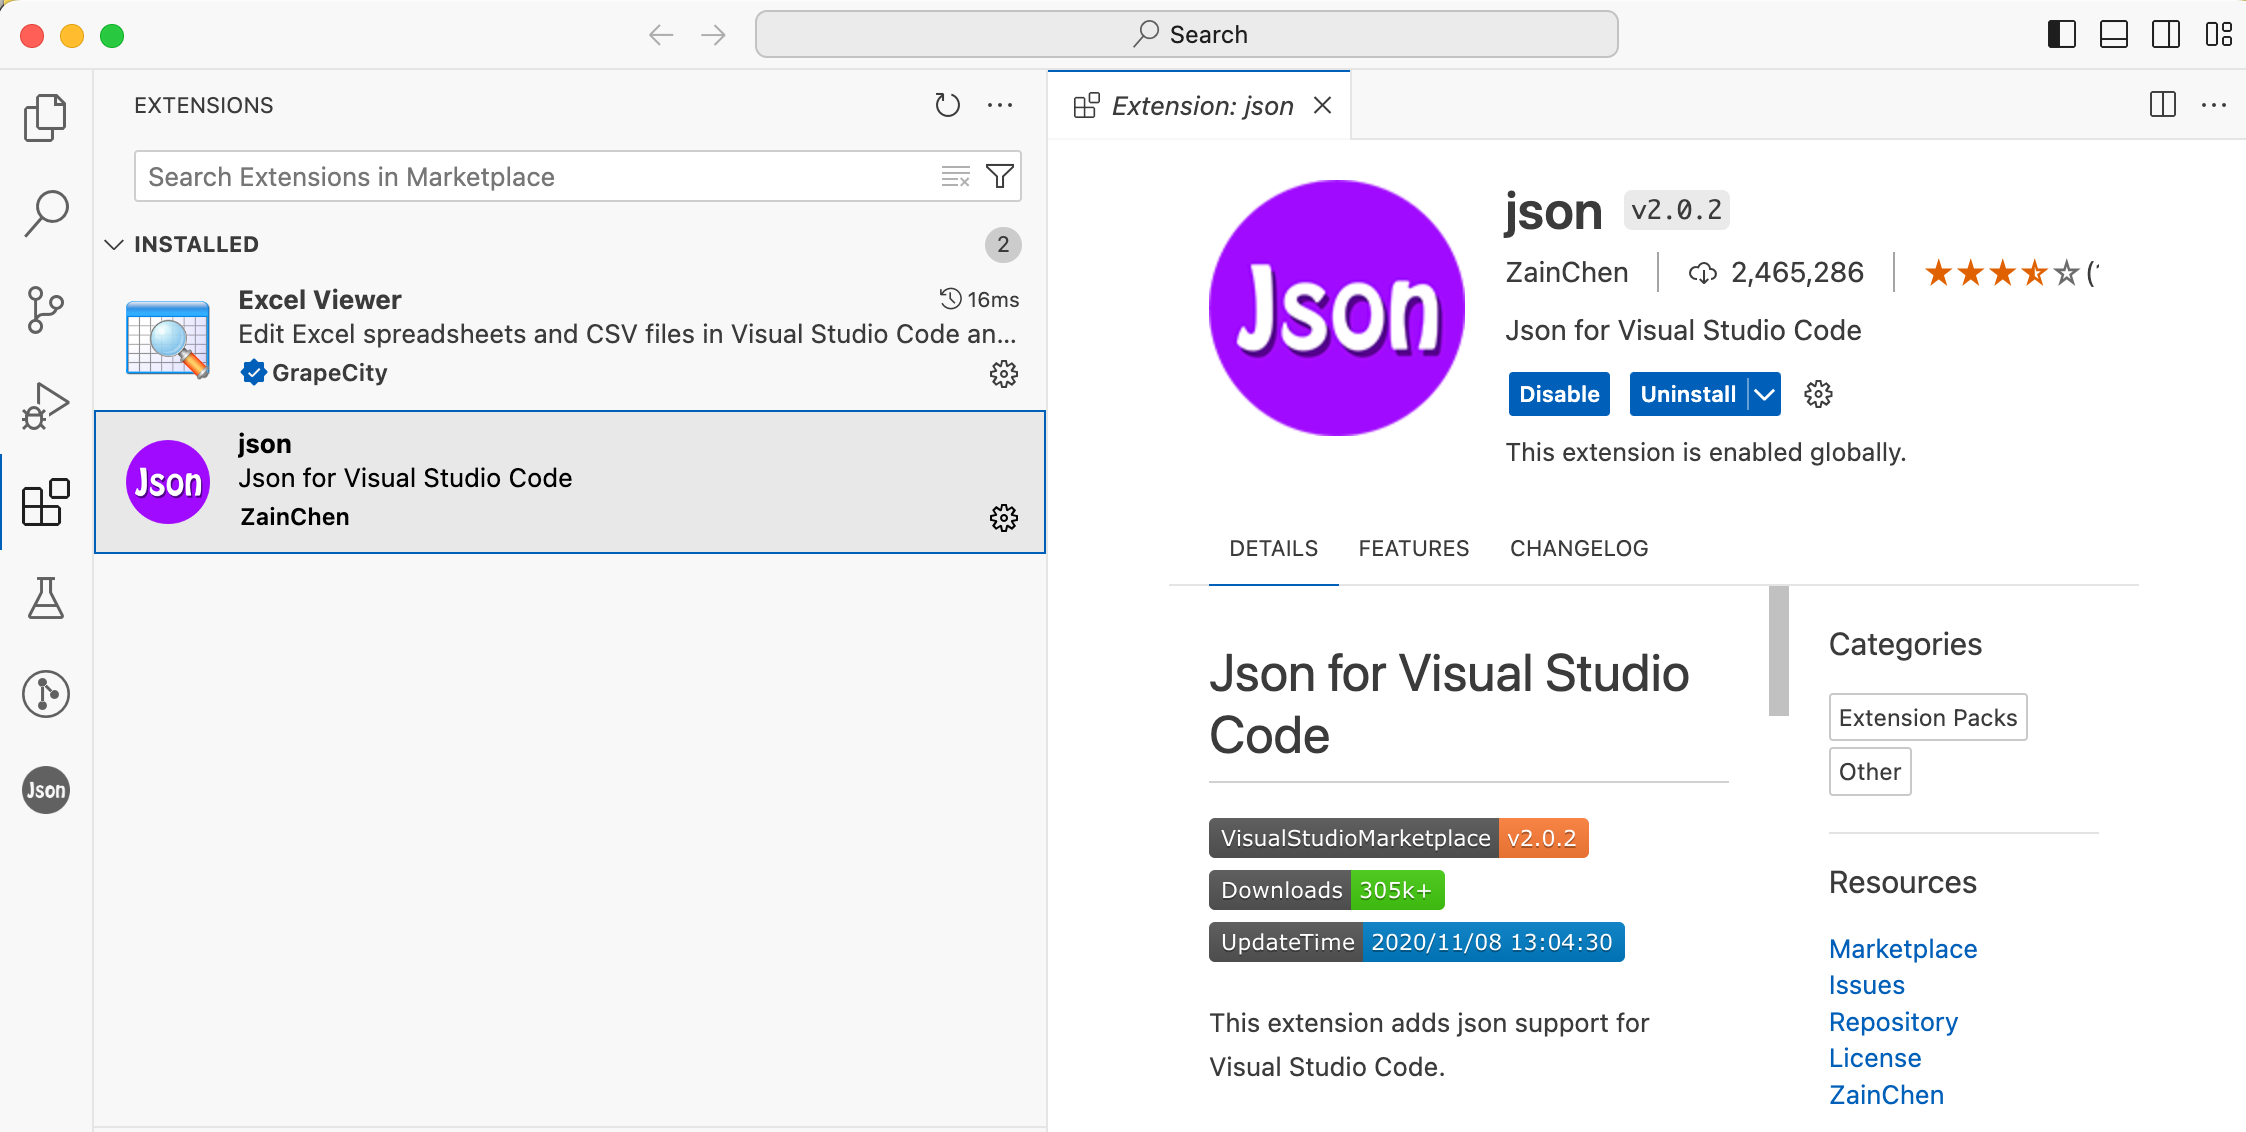 Search
EXTENSIONS
Search Extensions in Marketplace
INSTALLED
2
Excel Viewer
16ms
Edit Excel spreadsheets and CSV files in Visual Studio Code an...
GrapeCity
Json
json
Json for Visual Studio Code
ZainChen
Json
Extension: json
Json
json
v2.0.2
ZainChen
2,465,286
(
Json for Visual Studio Code
Disable
Uninstall
This extension is enabled globally.
DETAILS
FEATURES
CHANGELOG
Json for Visual Studio
Code
VisualStudioMarketplace v2.0.2
Downloads 305k+
UpdateTime 2020/11/08 13:04:30
This extension adds json support for
Visual Studio Code.
Categories
Extension Packs
Other
Resources
Marketplace
Issues
Repository
License
ZainChen